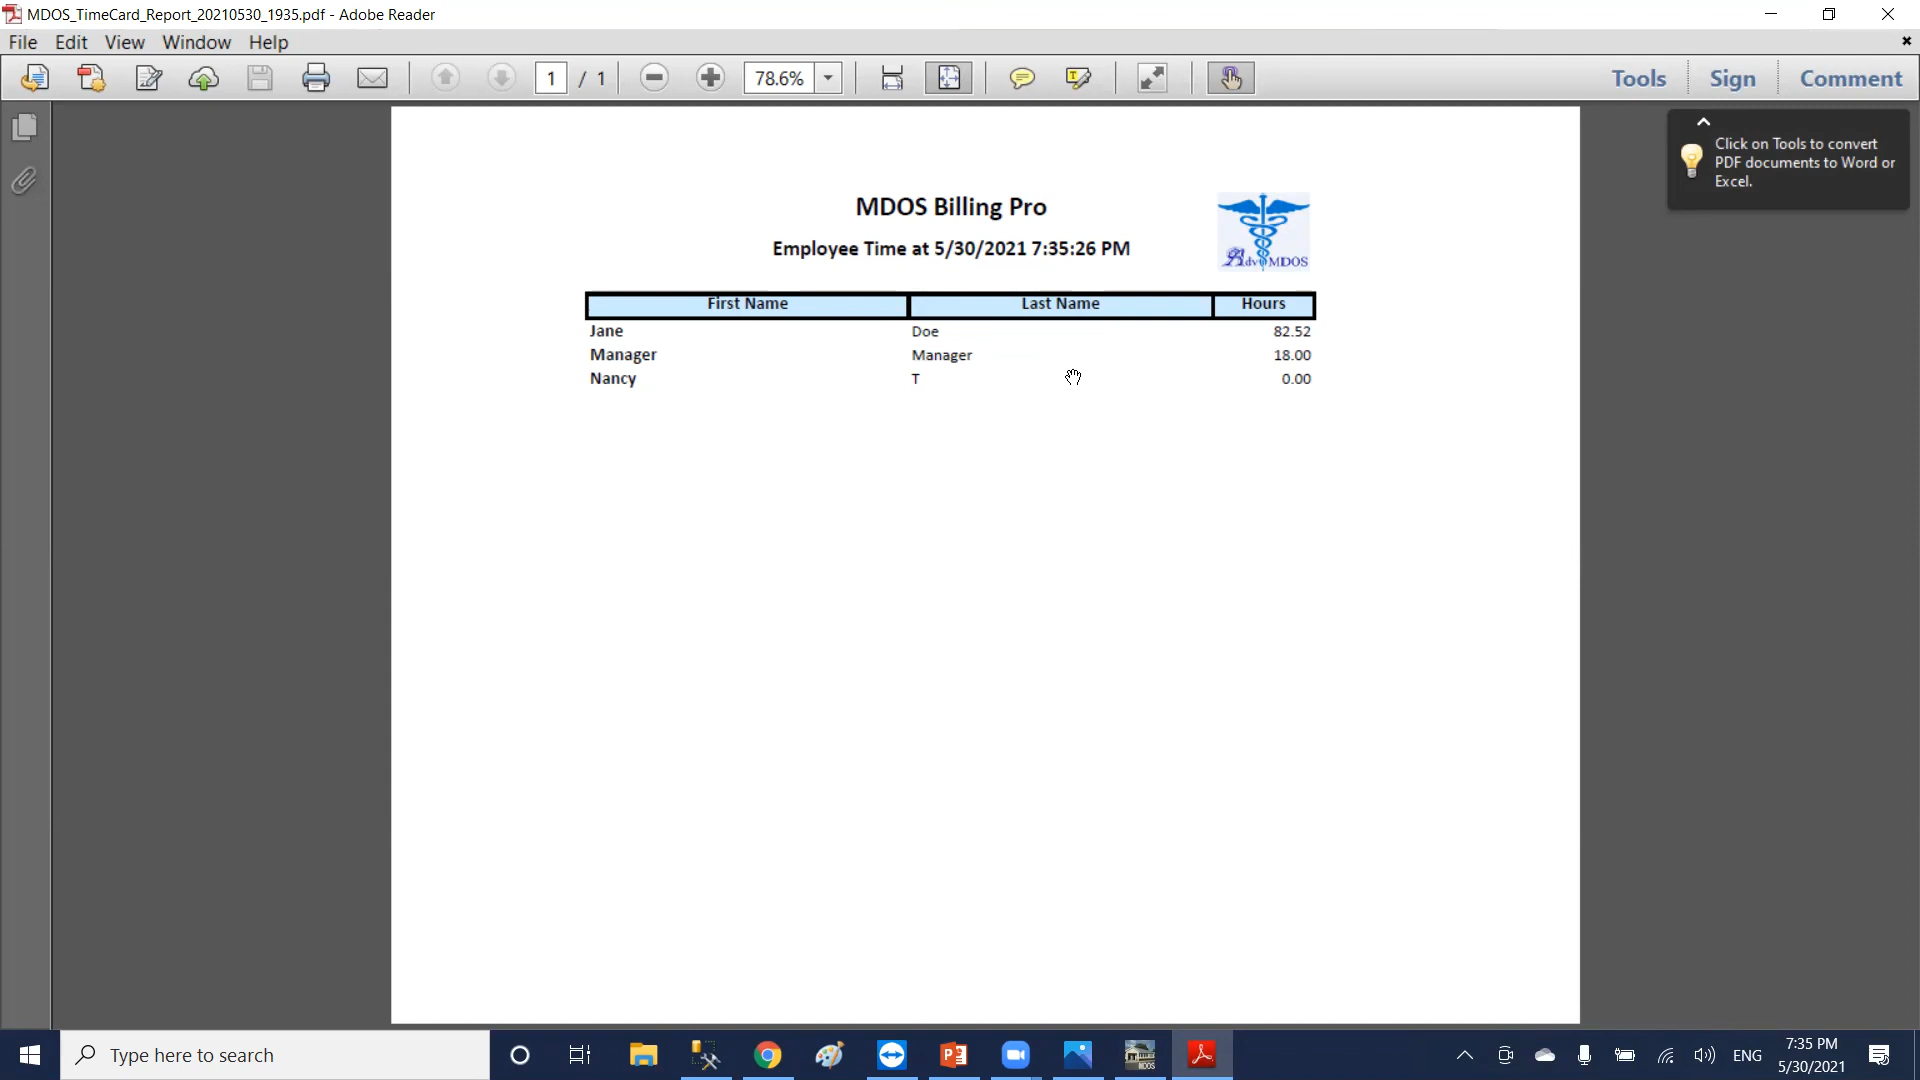 MDOS_TimeCard_Report_20210530_1935.pdf - Adobe Reader
File Edit View Window Help
1 / 1 78.6% Tools Sign Comment
Click on Tools to convert
PDF documents to Word or
Excel.
MDOS Billing Pro
Employee Time at 5/30/2021 7:35:26 PM
AdvMDOS
First Name Last Name Hours
Jane Doe 82.52
Manager Manager 18.00
Nancy T 0.00
Type here to search
MDOS
ENG
7:35 PM
5/30/2021